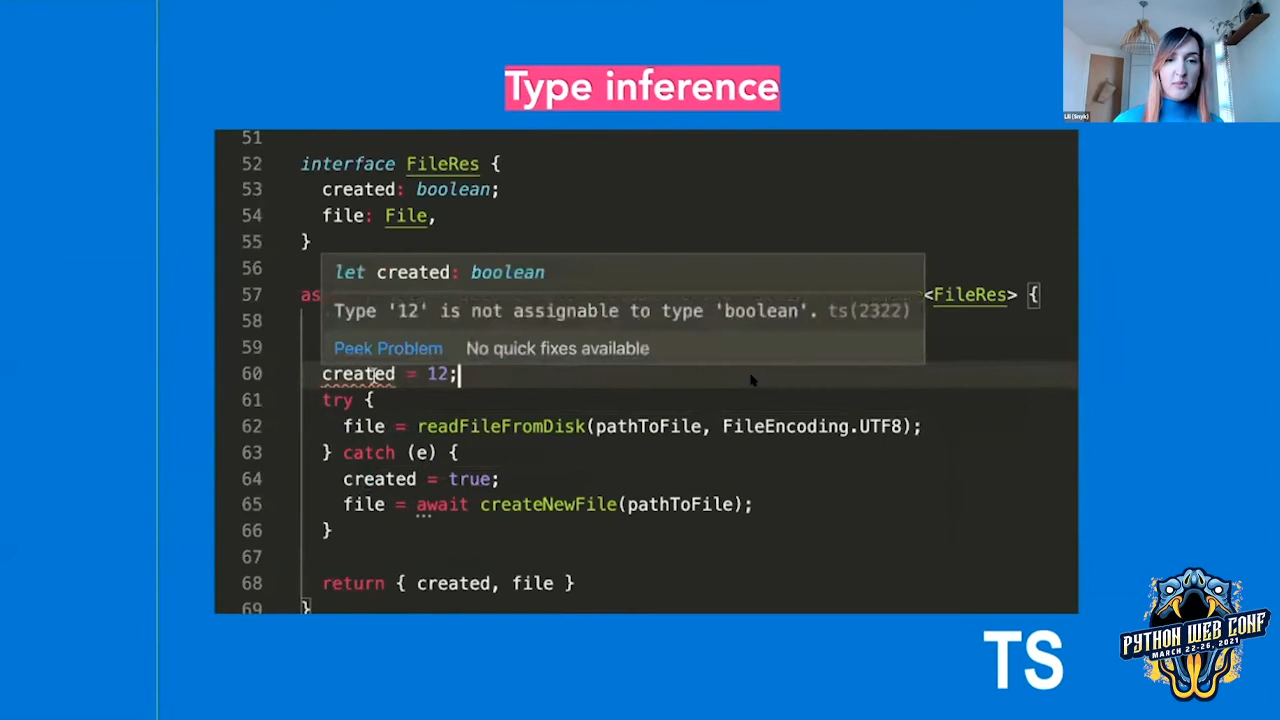 Type inference
Lili (Snyk)
51
52 interface FileRes {
53 created: boolean;
54 file: File,
55 }
56
let created: boolean
57 as <FileRes> {
Type '12' is not assignable to type 'boolean'. ts(2322)
58
59
Peek Problem No quick fixes available
60 created = 12;
61 try {
62 file = readFileFromDisk(pathToFile, FileEncoding.UTF8);
63 } catch (e) {
64 created = true;
65 file = await createNewFile(pathToFile);
66 }
67
68 return { created, file }
69 }
TS
PYTHON WEB CONF
MARCH 22-26, 2021